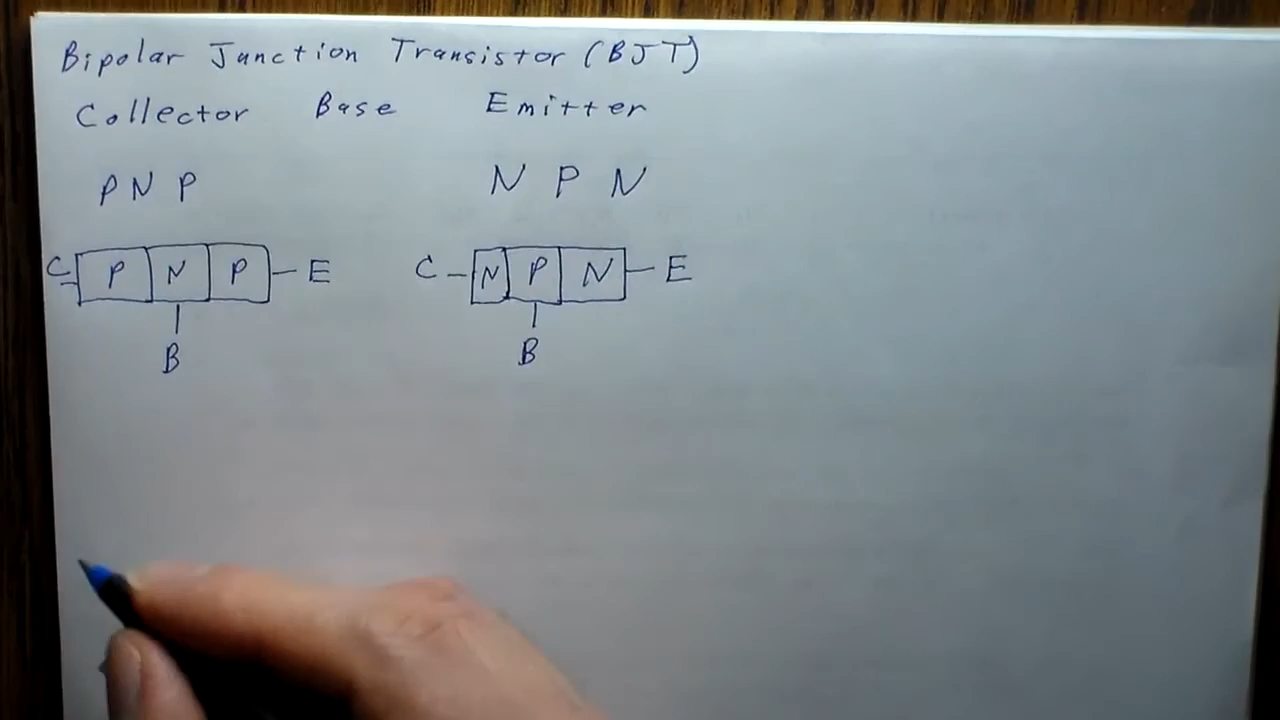 Bipolar Junction Transistor (BJT)
Collector Base Emitter
PNP NPN
C P N P E C N P N E
B B